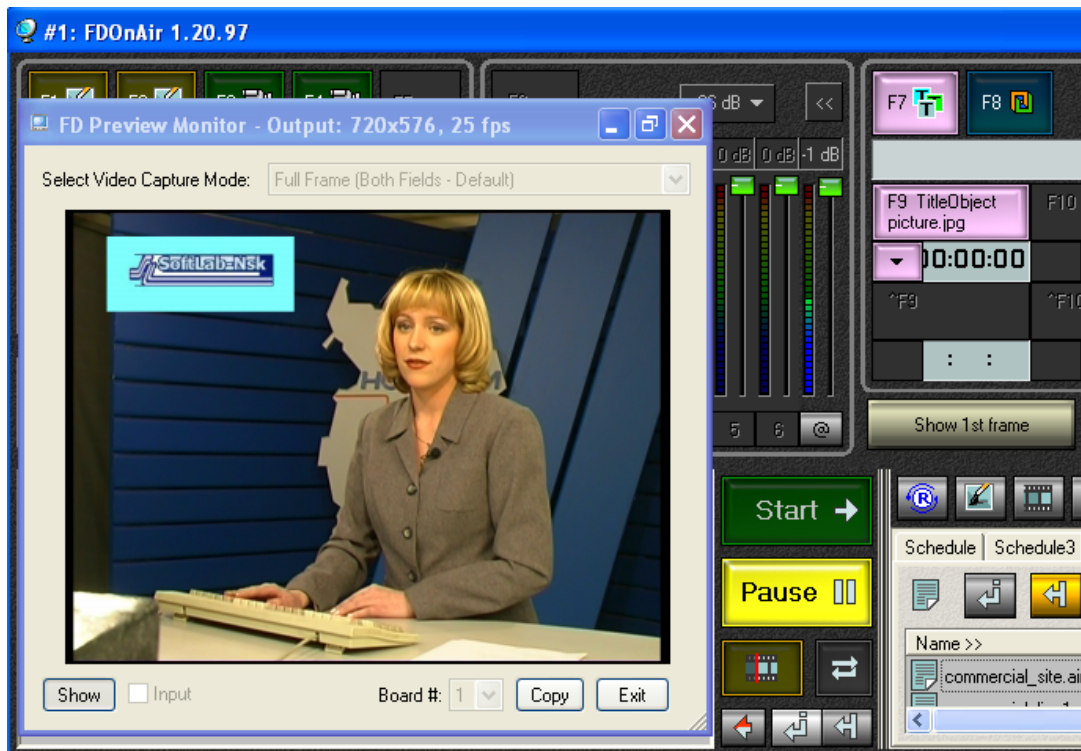 #1: FDOnAir 1.20.97
FD Preview Monitor - Output: 720x576, 25 fps
dB
<<
F7
F8
Select Video Capture Mode:
Full Frame (Both Fields - Default)
0 dB
0 dB
-1 dB
F9 TitleObject
picture.jpg
F10
00:00:00
SoftLab-Nsk
^F9
^F10
: :
5
6
@
Show 1st frame
R
Start
Schedule
Schedule3
Pause
Name >>
commercial_site.ai
Show
Input
Board #:
1
Copy
Exit